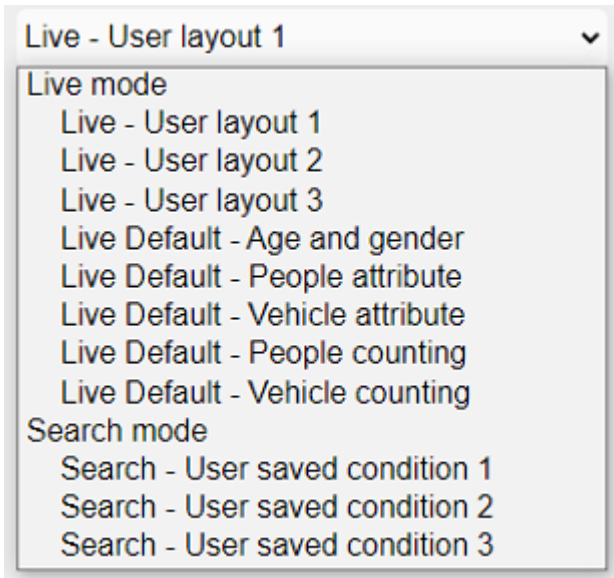 Live - User layout 1
Live mode
Live - User layout 1
Live - User layout 2
Live - User layout 3
Live Default - Age and gender
Live Default - People attribute
Live Default - Vehicle attribute
Live Default - People counting
Live Default - Vehicle counting
Search mode
Search - User saved condition 1
Search - User saved condition 2
Search - User saved condition 3